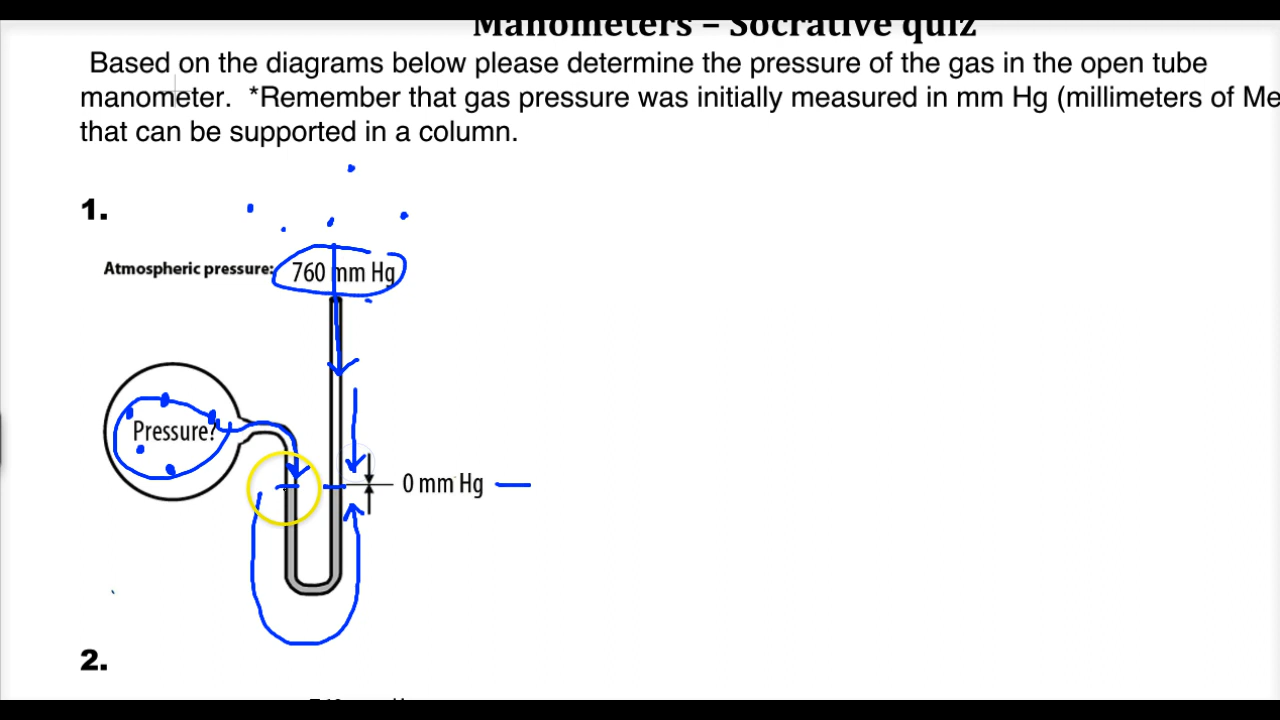 Manometers – Socrative quiz
Based on the diagrams below please determine the pressure of the gas in the open tube
manometer. *Remember that gas pressure was initially measured in mm Hg (millimeters of Me
that can be supported in a column.
1.
Atmospheric pressure: 760 mm Hg
Pressure?
0 mm Hg
2.